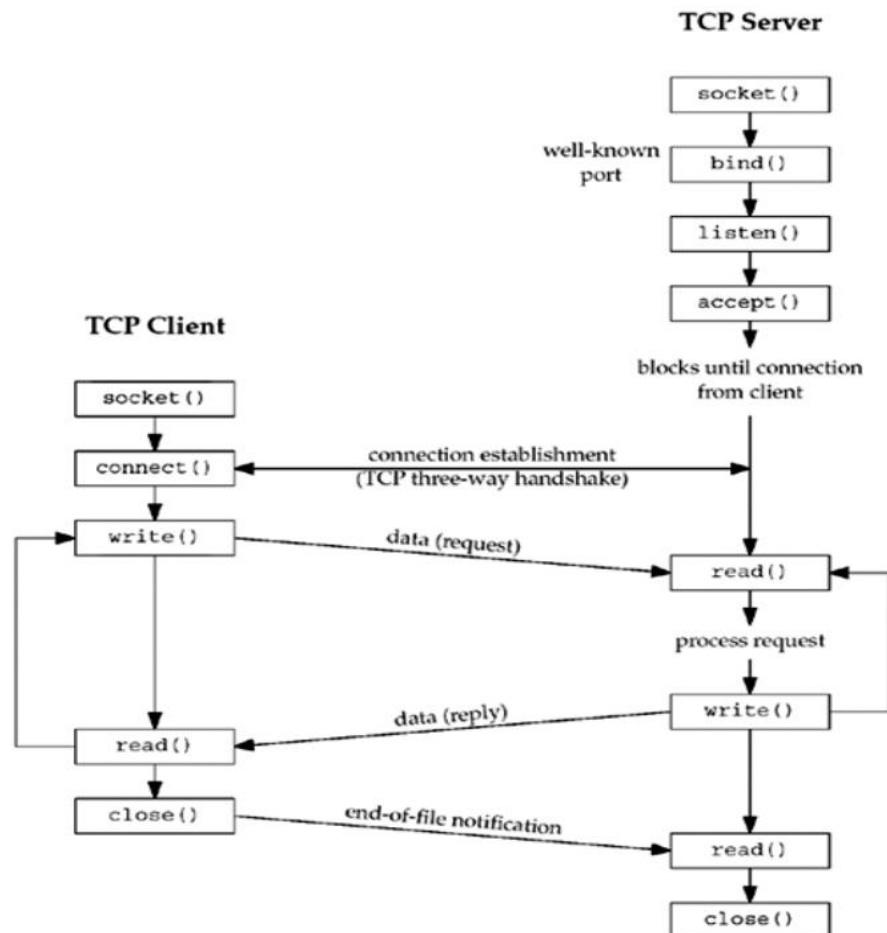 TCP Server
socket()
well-known
port
bind()
listen()
accept()
TCP Client
blocks until connection
from client
socket()
connection establishment
(TCP three-way handshake)
connect()
write()
data (request)
read()
process request
data (reply)
write()
read()
close()
end-of-file notification
read()
close()